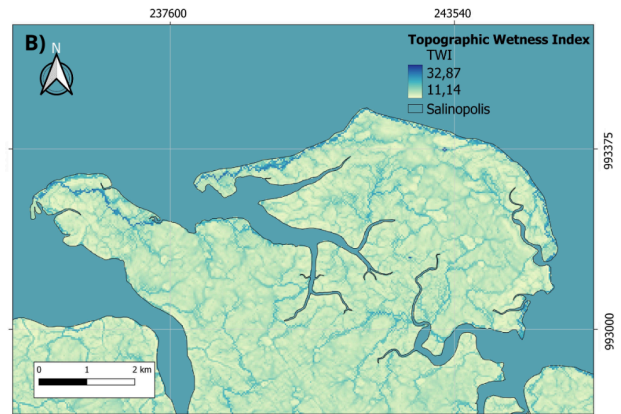 237600
243540
B)
N
Topographic Wetness Index
TWI
32,87
11,14
Salinopolis
993375
993000
0 1 2 km